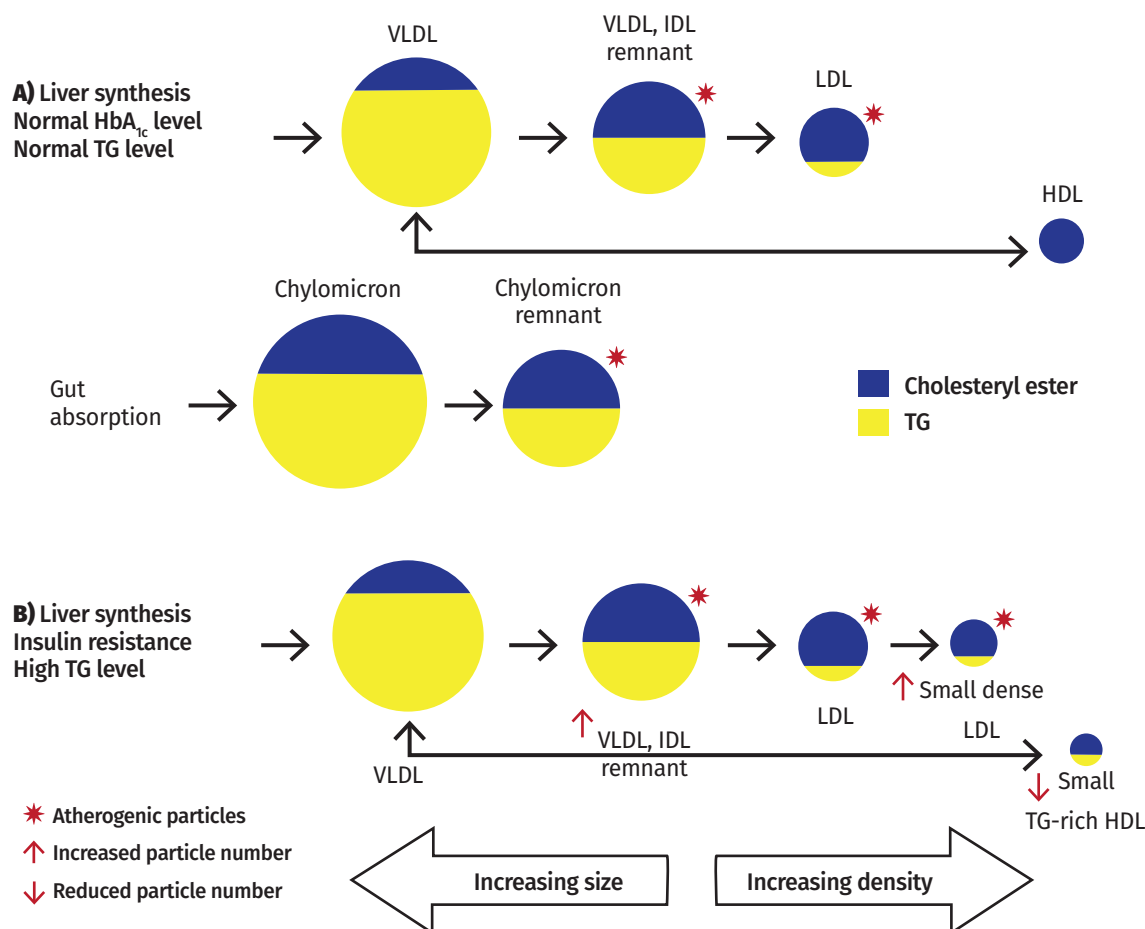 VLDL
VLDL, IDL
remnant
LDL
A) Liver synthesis
Normal HbA1c level
Normal TG level
HDL
Chylomicron
Chylomicron
remnant
Gut
absorption
Cholesteryl ester
TG
B) Liver synthesis
Insulin resistance
High TG level
Small dense
LDL
LDL
VLDL, IDL
remnant
VLDL
Small
TG-rich HDL
Atherogenic particles
Increased particle number
Reduced particle number
Increasing size
Increasing density